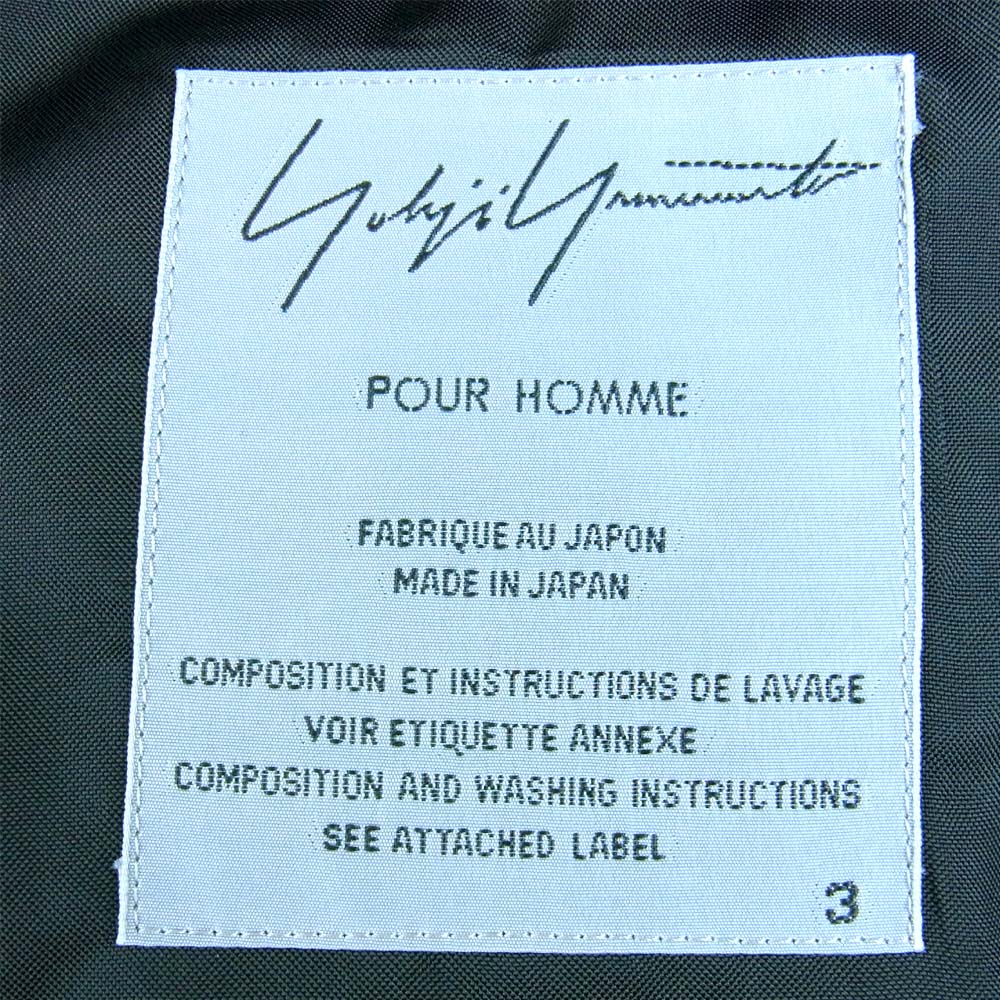 Yohji Yamamoto
POUR HOMME
FABRIQUE AU JAPON
MADE IN JAPAN
COMPOSITION ET INSTRUCTIONS DE LAVAGE
VOIR ETIQUETTE ANNEXE
COMPOSITION AND WASHING INSTRUCTIONS
SEE ATTACHED LABEL
3